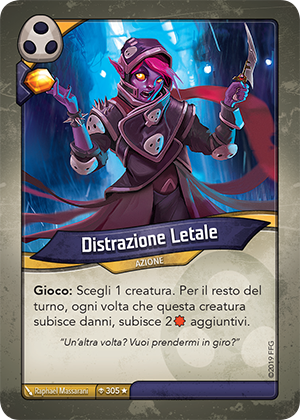 Distrazione Letale
AZIONE
Gioco: Scegli 1 creatura. Per il resto del
turno, ogni volta che questa creatura
subisce danni, subisce 2 aggiuntivi.
“Un'altra volta? Vuoi prendermi in giro?”
©2019 FFG
Raphael Massarani
305